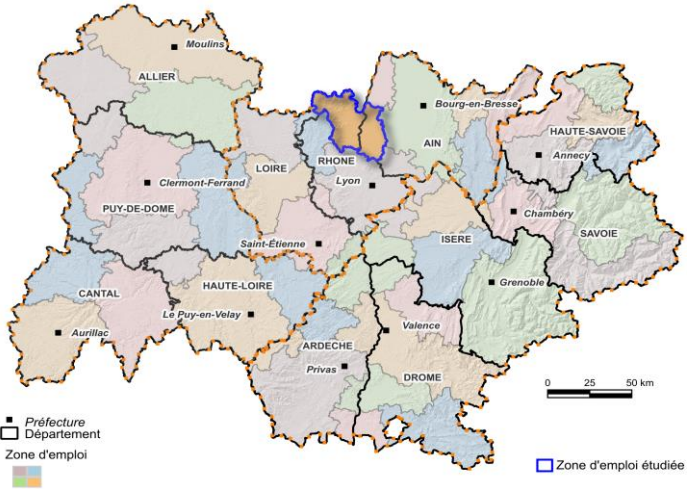 Moulins
ALLIER
Bourg-en-Bresse
HAUTE-SAVOIE
AIN
Annecy
LOIRE
RHONE
Lyon
Clermont-Ferrand
PUY-DE-DOME
Chambéry
SAVOIE
ISERE
Saint-Étienne
Grenoble
HAUTE-LOIRE
CANTAL
Le Puy-en-Velay
Valence
Aurillac
ARDECHE
Privas
DROME
0 25 50 km
Préfecture
Département
Zone d'emploi
Zone d'emploi étudiée